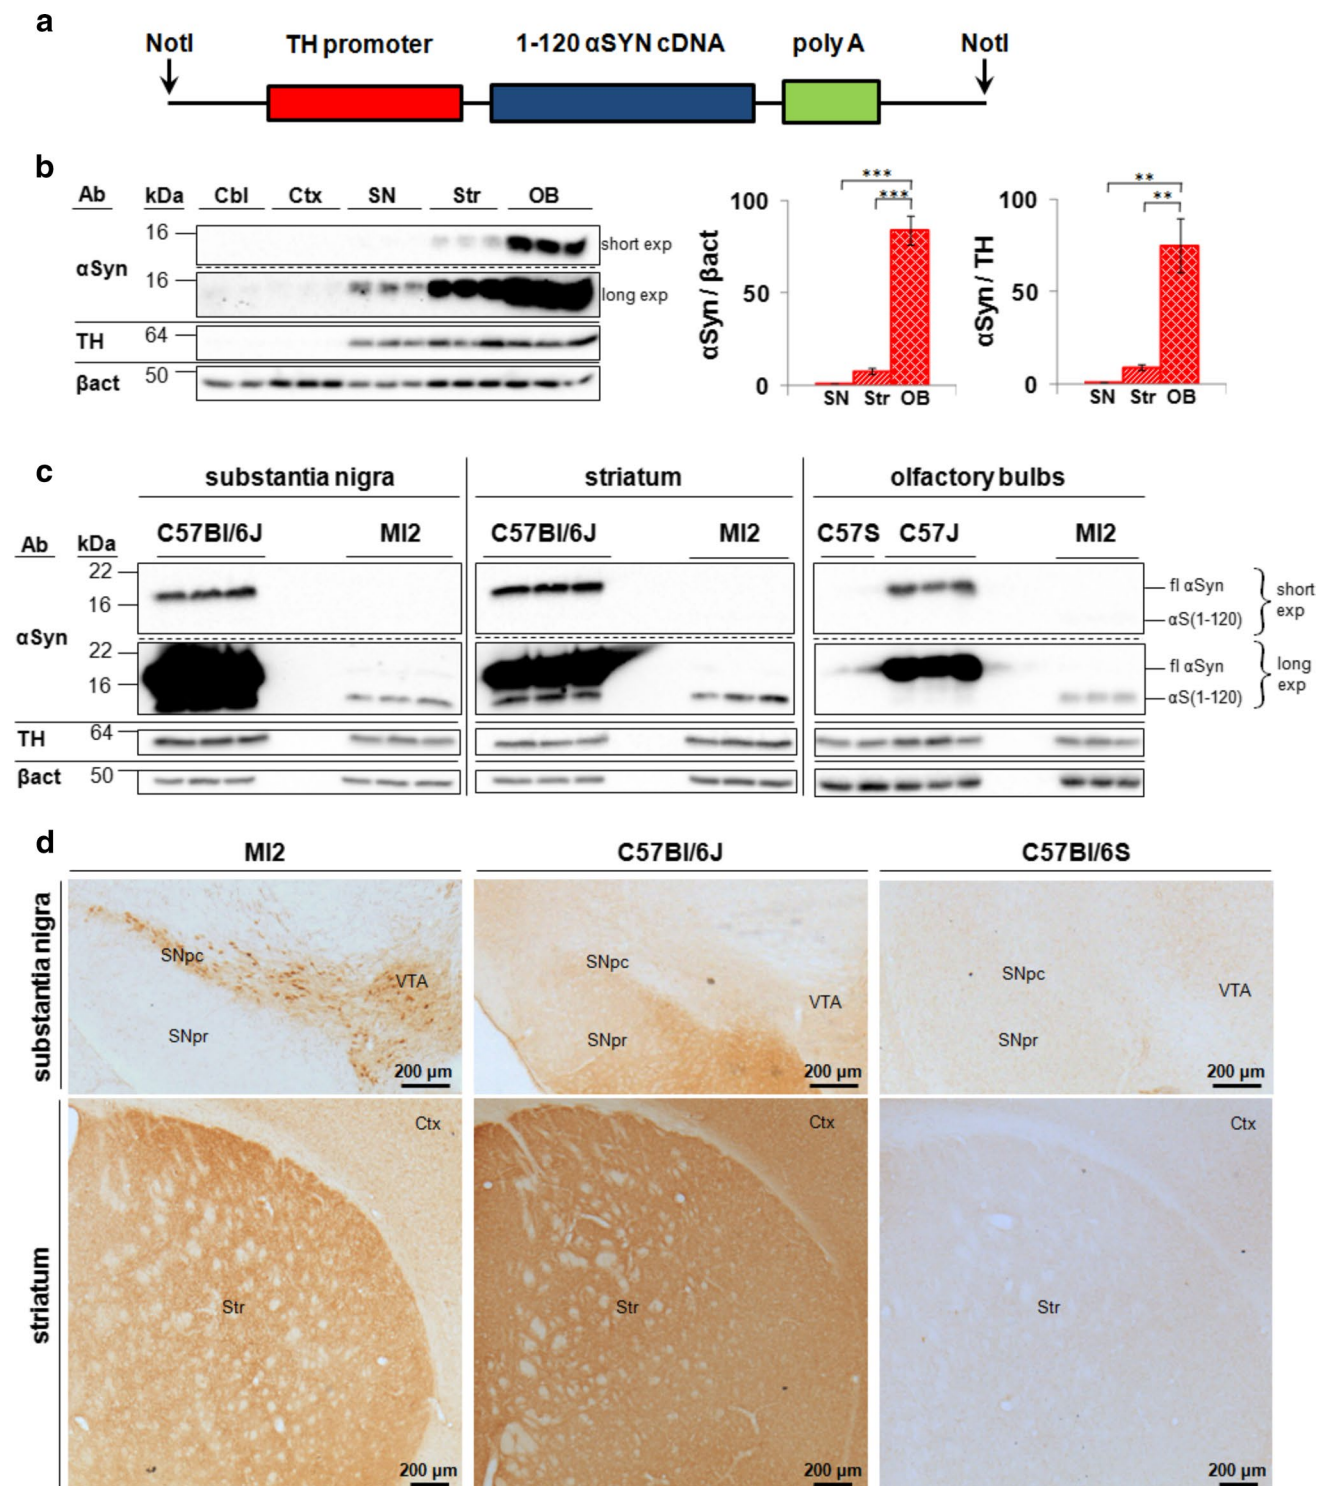 a
NotI TH promoter 1-120 αSYN cDNA poly A NotI
b
Ab kDa Cbl Ctx SN Str OB
αSyn 16 short exp
16 long exp
TH 64
βact 50
αSyn / βact
100
50
0
*** 
***
SN Str OB
αSyn / TH
100
50
0
**
**
SN Str OB
c
substantia nigra striatum olfactory bulbs
Ab kDa C57Bl/6J MI2 C57Bl/6J MI2 C57S C57J MI2
αSyn
22 fl αSyn
16 αS(1-120)
short exp
22 fl αSyn
16 αS(1-120)
long exp
TH 64
βact 50
d
MI2 C57Bl/6J C57Bl/6S
substantia nigra
SNpc VTA SNpr 200 µm
SNpc VTA SNpr 200 µm
SNpc VTA SNpr 200 µm
striatum
Ctx Str 200 µm
Ctx Str 200 µm
Ctx Str 200 µm